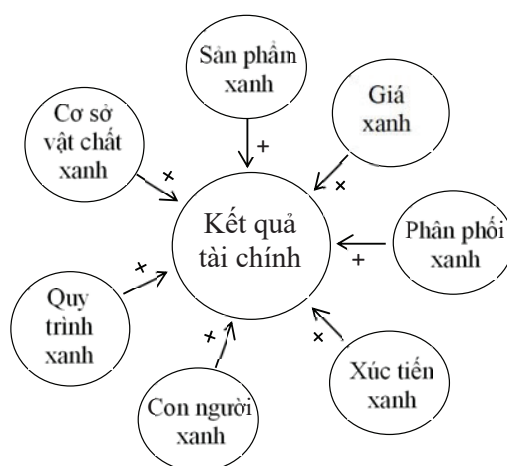 Sản phẩm
xanh
Giá
xanh
Cơ sở
vật chất
xanh
+
+
+
Kết quả
tài chính
Phân phối
xanh
+
+
Quy
trình
xanh
+
+
Xúc tiến
xanh
Con người
xanh